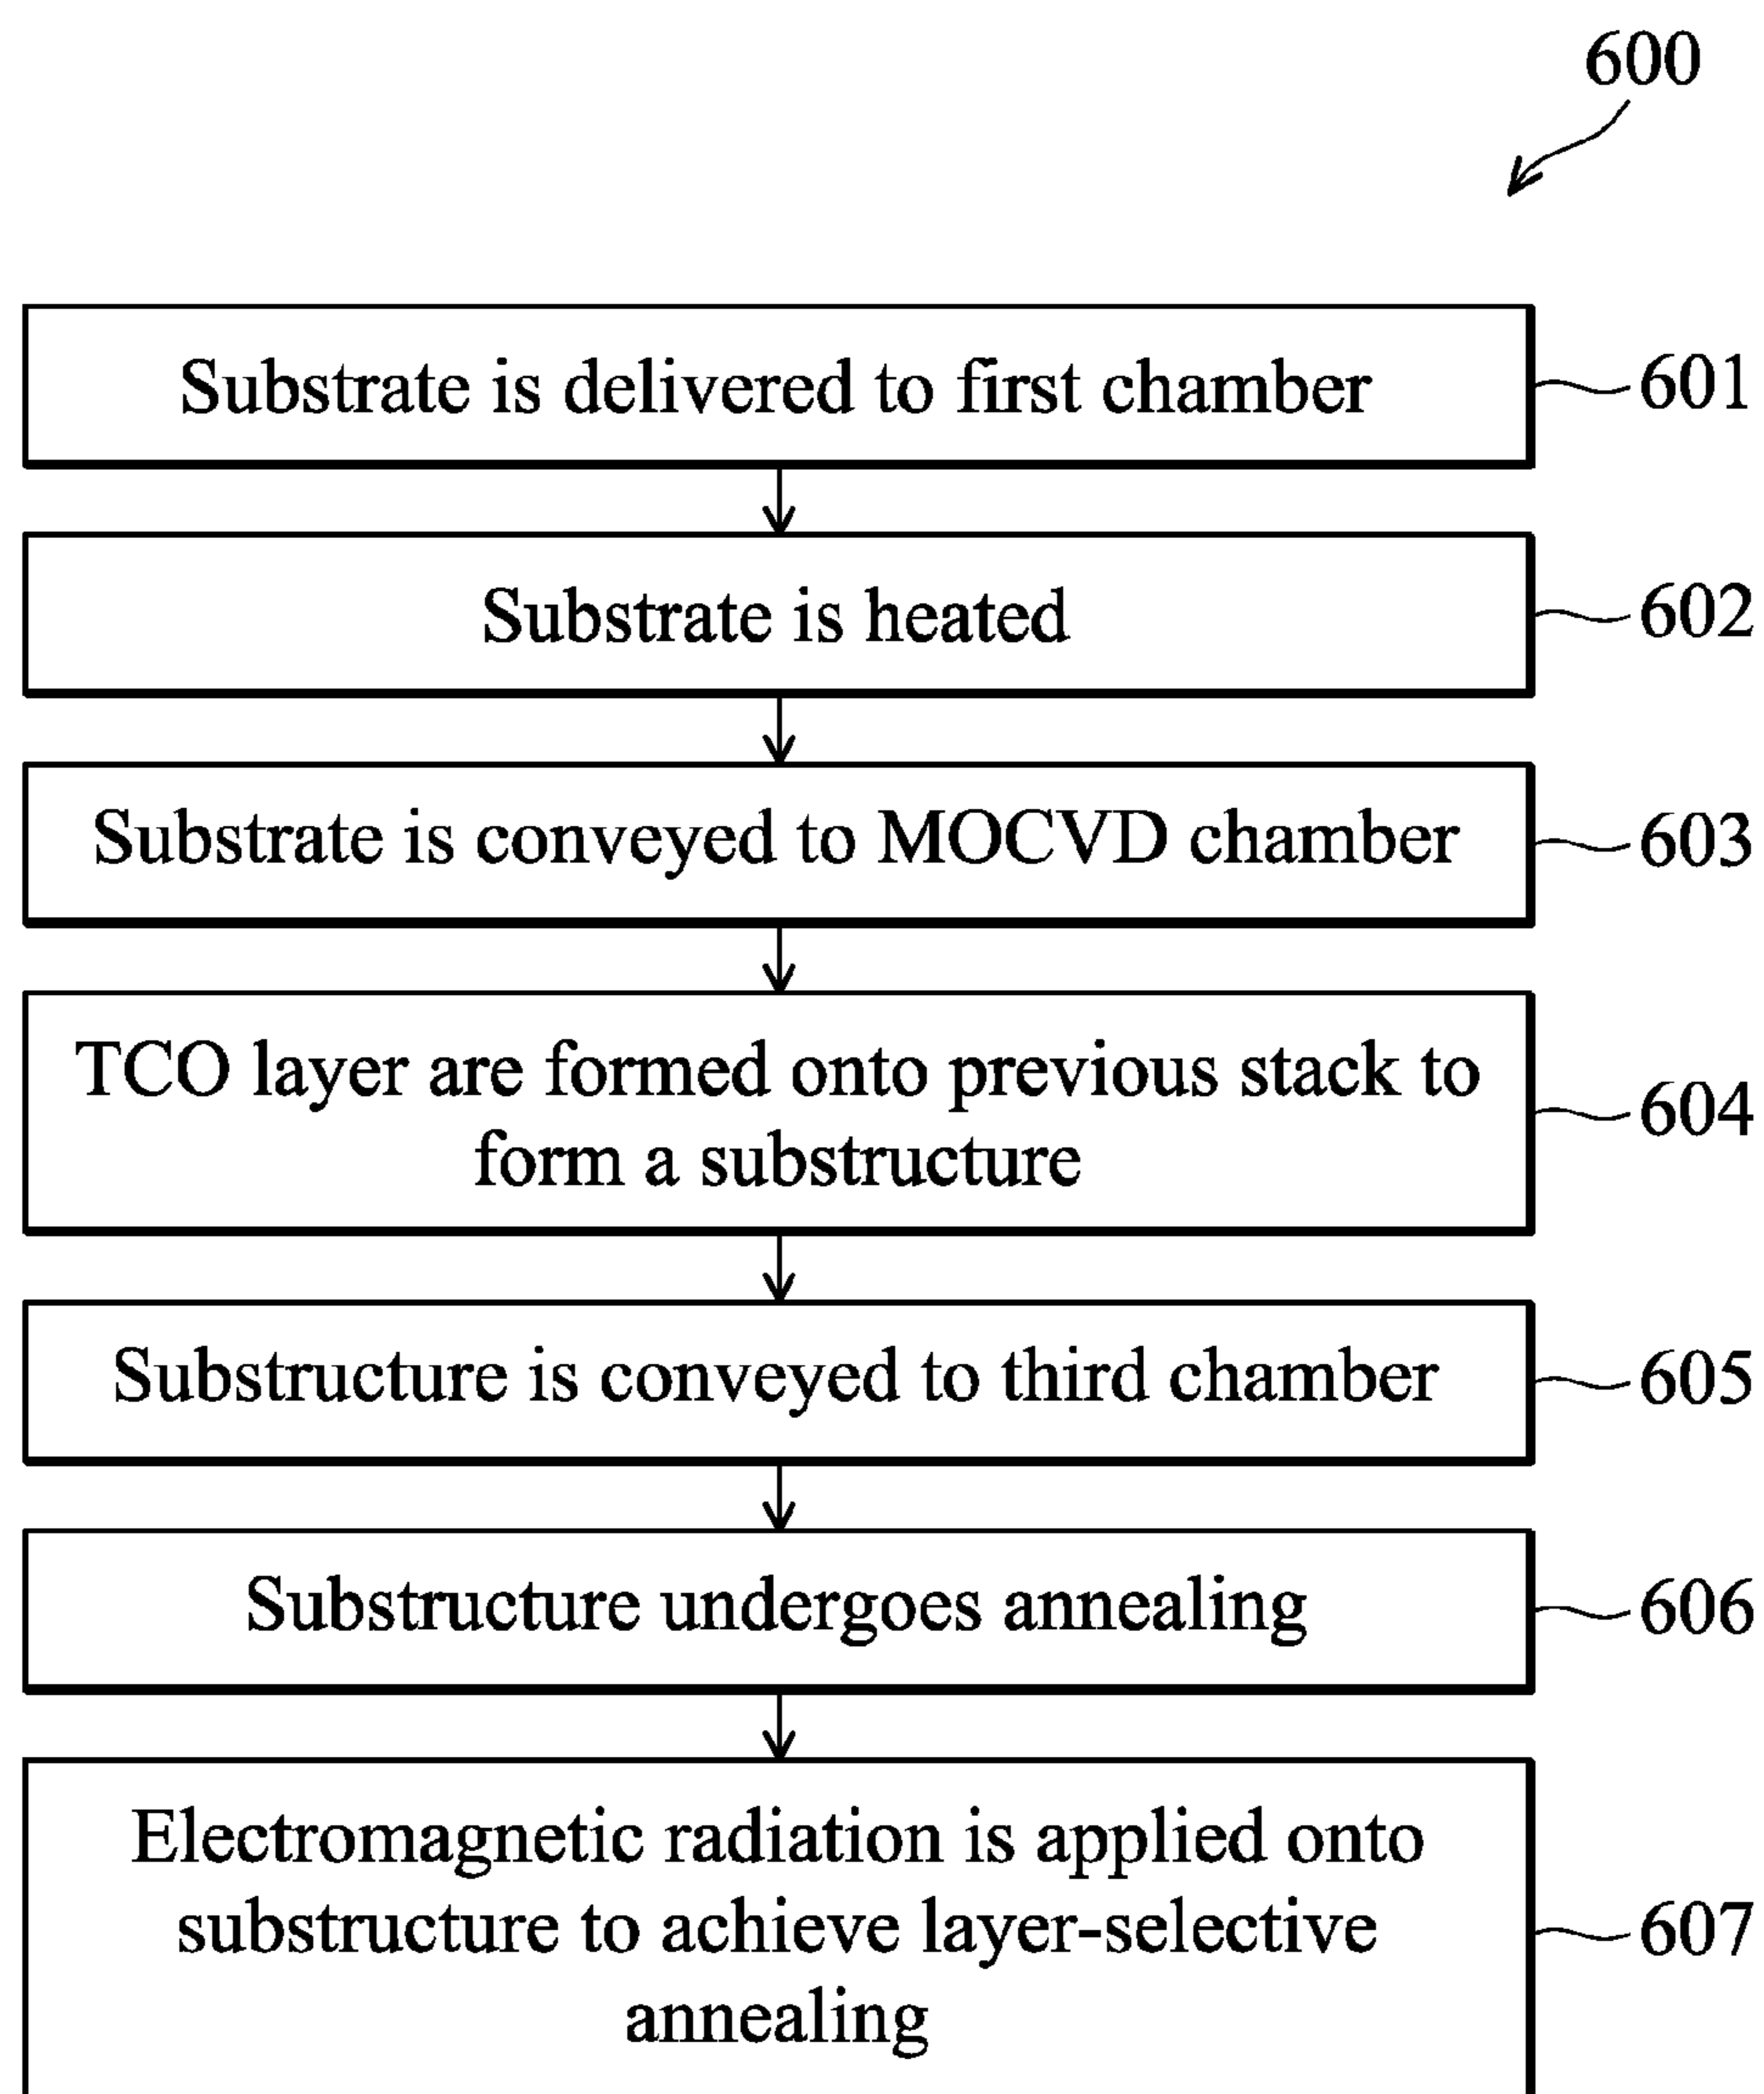 600
Substrate is delivered to first chamber
601
Substrate is heated
602
Substrate is conveyed to MOCVD chamber
603
TCO layer are formed onto previous stack to
form a substructure
604
Substructure is conveyed to third chamber
605
Substructure undergoes annealing
606
Electromagnetic radiation is applied onto
substructure to achieve layer-selective
annealing
607